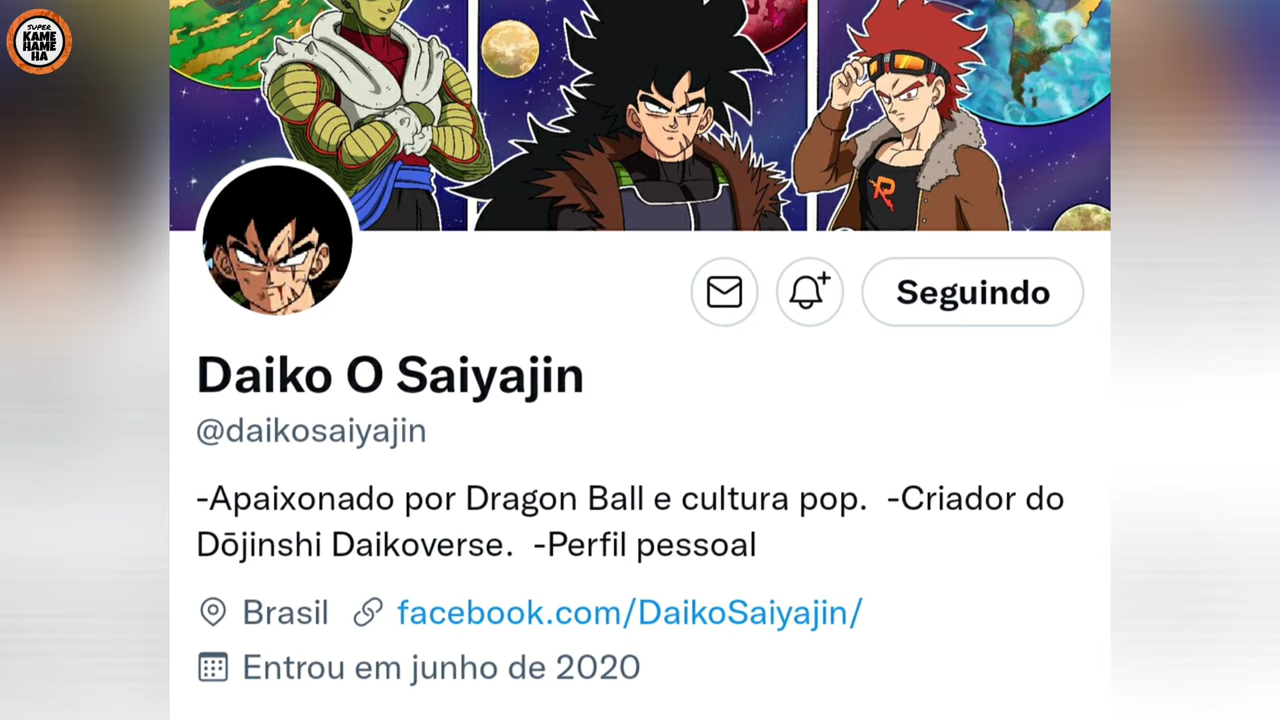 SUPER
KAME
HAME
HA
R
Seguindo
Daiko O Saiyajin
@daikosaiyajin
-Apaixonado por Dragon Ball e cultura pop.  -Criador do
Dōjinshi Daikoverse.  -Perfil pessoal
Brasil facebook.com/DaikoSaiyajin/
Entrou em junho de 2020